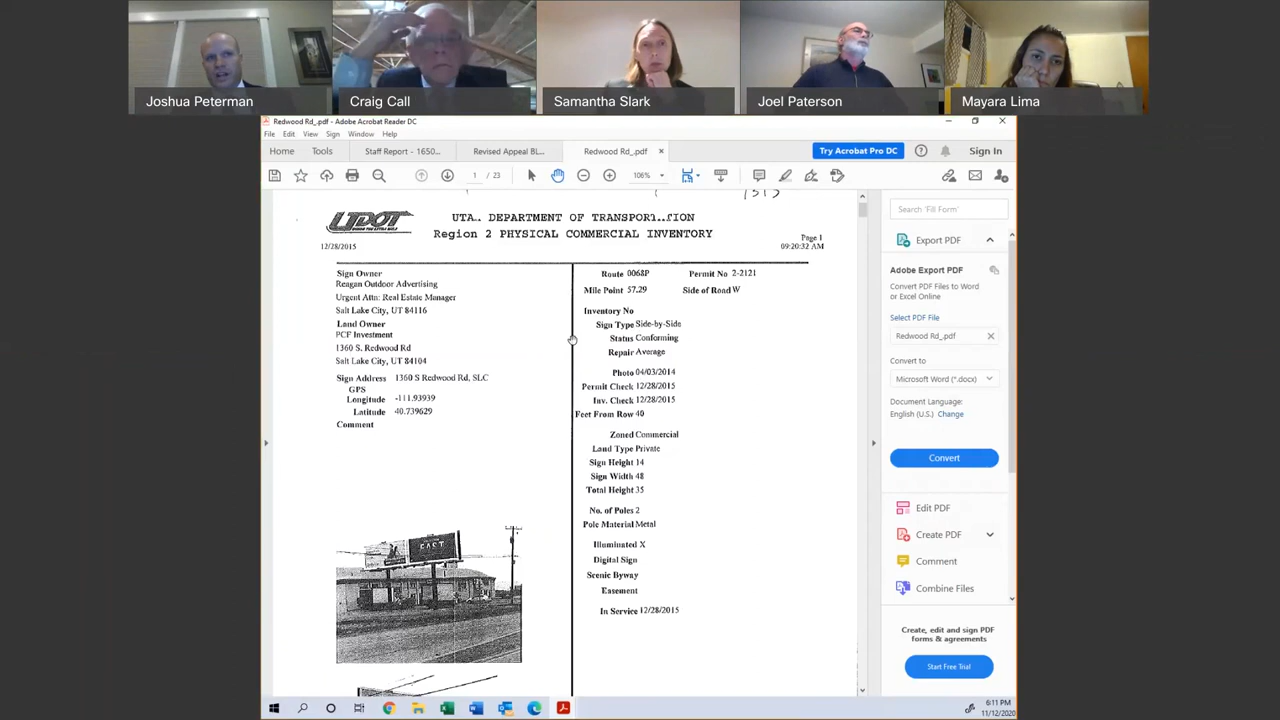 Joshua Peterman
Craig Call
Samantha Slark
Joel Paterson
Mayara Lima
Redwood Rd_.pdf - Adobe Acrobat Reader DC
File Edit View Sign Window Help
Home Tools Staff Report - 1650... Revised Appeal BL... Redwood Rd_.pdf Try Acrobat Pro DC Sign In
1 / 23 106%
1515
UDOT
UTA.. DEPARTMENT OF TRANSPORT..TION
Region 2 PHYSICAL COMMERCIAL INVENTORY
Page 1
12/28/2015
09:20:32 AM
Sign Owner
Reagan Outdoor Advertising
Urgent Attn: Real Estate Manager
Salt Lake City, UT 84116
Land Owner
PCF Investment
1360 S. Redwood Rd
Salt Lake City, UT 84104
Sign Address 1360 S Redwood Rd, SLC
GPS
Longitude -111.93939
Latitude 40.739629
Comment
Route 0068P Permit No 2-2121
Mile Point 57.29 Side of Road W
Inventory No
Sign Type Side-by-Side
Status Conforming
Repair Average
Photo 04/03/2014
Permit Check 12/28/2015
Inv. Check 12/28/2015
Feet From Row 40
Zoned Commercial
Land Type Private
Sign Height 14
Sign Width 48
Total Height 35
No. of Poles 2
Pole Material Metal
Illuminated X
Digital Sign
Scenic Byway
Easement
In Service 12/28/2015
EAST
Search 'Fill Form'
Export PDF
Adobe Export PDF
Convert PDF Files to Word
or Excel Online
Select PDF File
Redwood Rd_.pdf
Convert to
Microsoft Word (*.docx)
Document Language:
English (U.S.) Change
Convert
Edit PDF
Create PDF
Comment
Combine Files
Create, edit and sign PDF
forms & agreements
Start Free Trial
6:11 PM
11/12/2020